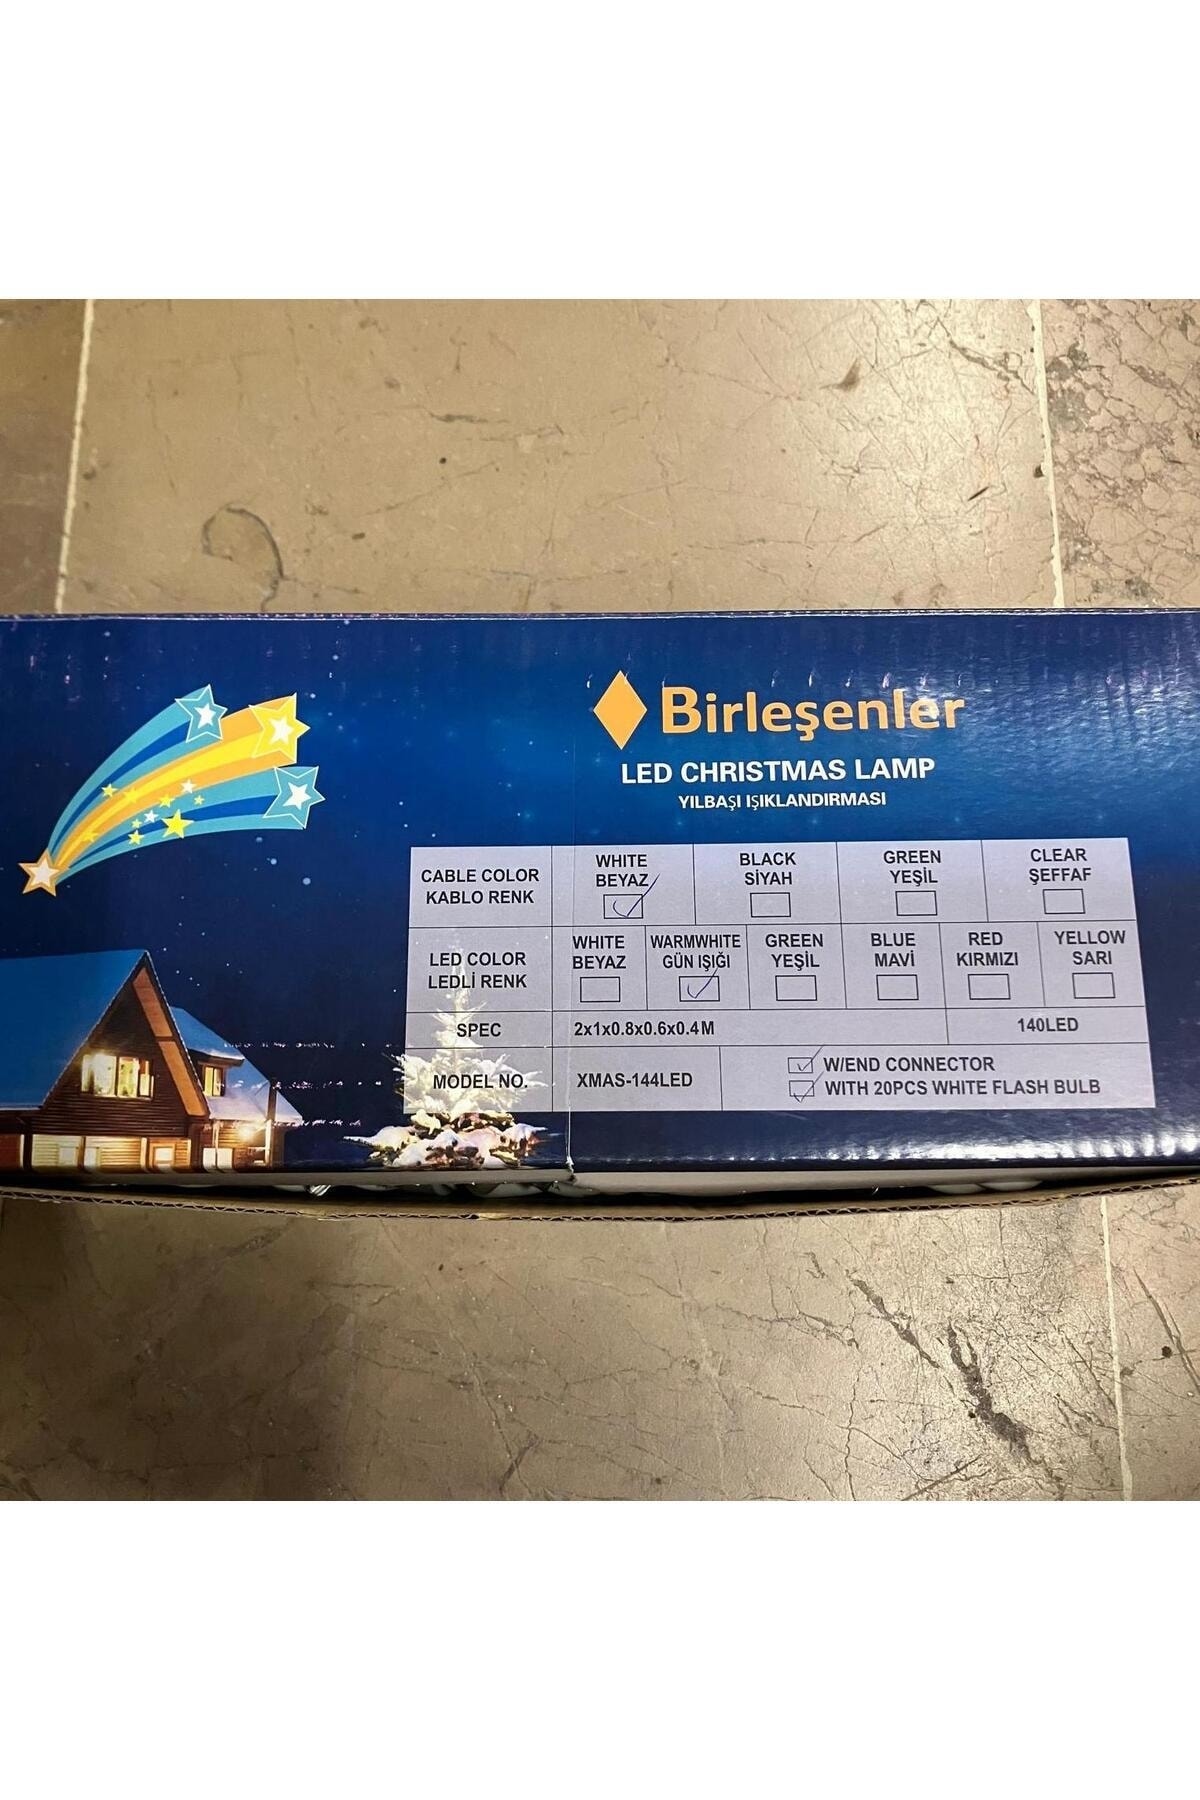 Birleşenler
LED CHRISTMAS LAMP
YILBAŞI IŞIKLANDIRMASI
CABLE COLOR
KABLO RENK
WHITE
BEYAZ
BLACK
SİYAH
GREEN
YEŞİL
CLEAR
ŞEFFAF
LED COLOR
LEDLİ RENK
WHITE
BEYAZ
WARMWHITE
GÜN IŞIĞI
GREEN
YEŞİL
BLUE
MAVİ
RED
KIRMIZI
YELLOW
SARI
SPEC
2x1x0.8x0.6x0.4M
140LED
MODEL NO.
XMAS-144LED
W/END CONNECTOR
WITH 20PCS WHITE FLASH BULB